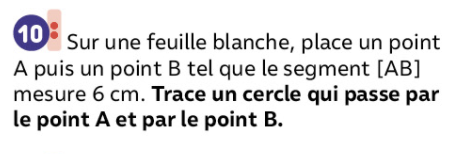 10 Sur une feuille blanche, place un point
A puis un point B tel que le segment [AB]
mesure 6 cm. Trace un cercle qui passe par
le point A et par le point B.